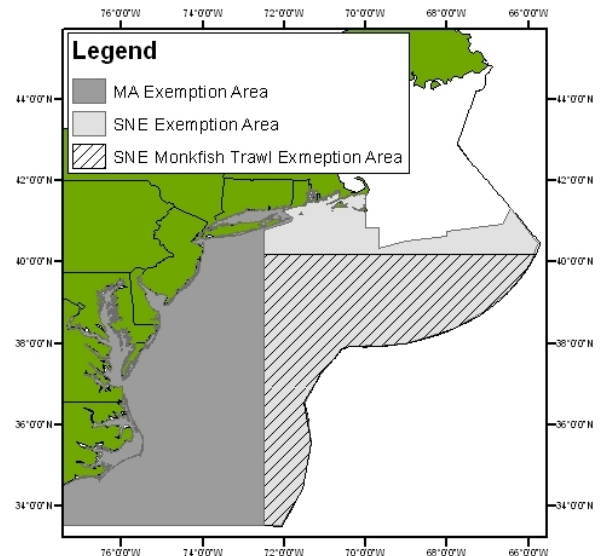 76°0'0"W 74°0'0"W 72°0'0"W 70°0'0"W 68°0'0"W 66°0'0"W
Legend
MA Exemption Area
SNE Exemption Area
SNE Monkfish Trawl Exmeption Area
44°0'0"N 44°0'0"N
42°0'0"N 42°0'0"N
40°0'0"N 40°0'0"N
38°0'0"N 38°0'0"N
36°0'0"N 36°0'0"N
34°0'0"N 34°0'0"N
76°0'0"W 74°0'0"W 72°0'0"W 70°0'0"W 68°0'0"W 66°0'0"W